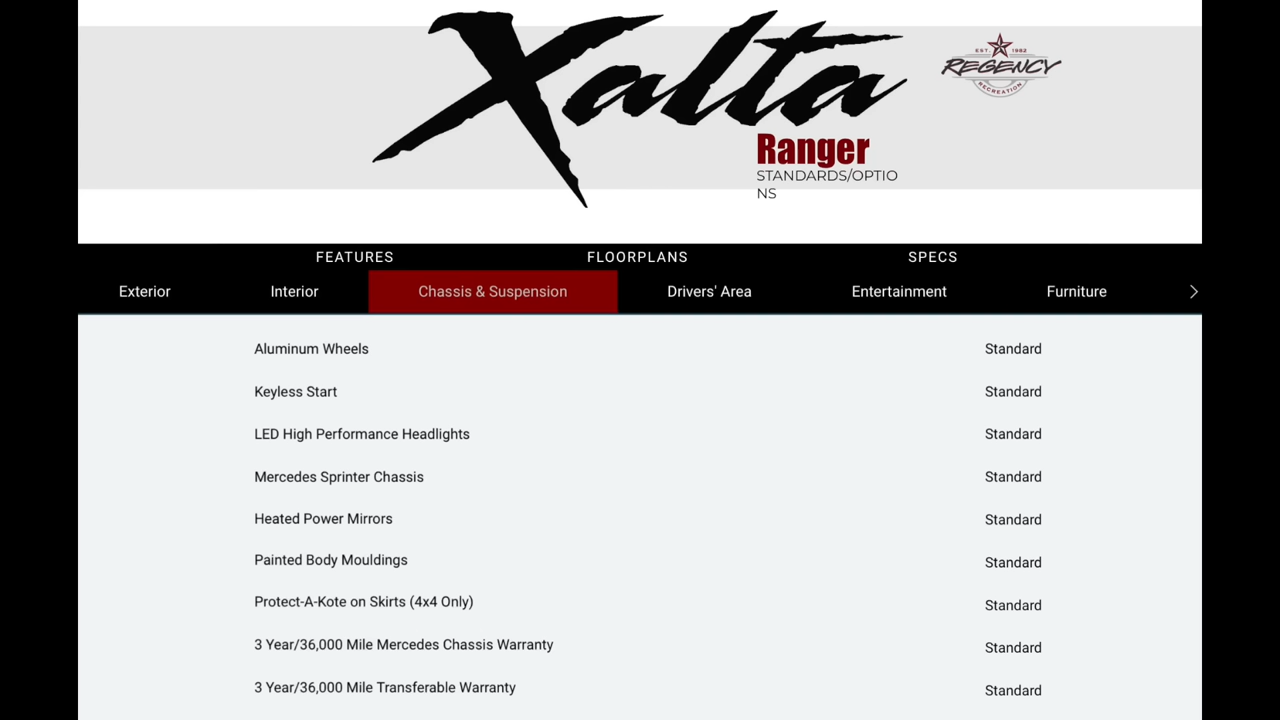 Xalta
EST. 1982
REGENCY
RECREATION
Ranger
STANDARDS/OPTIO
NS
FEATURES FLOORPLANS SPECS
Exterior Interior Chassis & Suspension Drivers' Area Entertainment Furniture
Aluminum Wheels Standard
Keyless Start Standard
LED High Performance Headlights Standard
Mercedes Sprinter Chassis Standard
Heated Power Mirrors Standard
Painted Body Mouldings Standard
Protect-A-Kote on Skirts (4x4 Only) Standard
3 Year/36,000 Mile Mercedes Chassis Warranty Standard
3 Year/36,000 Mile Transferable Warranty Standard